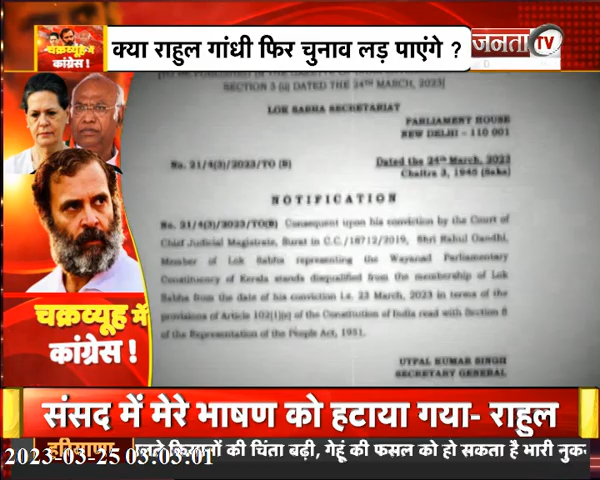 चक्रव्यूह में
कांग्रेस !
क्या राहुल गांधी फिर चुनाव लड़ पाएंगे ?
जनता TV
SECTION 3 (ii) DATED THE 24TH MARCH, 2023]
LOK SABHA SECRETARIAT
PARLIAMENT HOUSE
NEW DELHI – 110 001
No. 21/4(3)/2023/TO (B)
Dated the 24th March, 2023
Chaitra 3, 1945 (Saka)
NOTIFICATION
No. 21/4(3)/2023/TO(B) Consequent upon his conviction by the Court of
Chief Judicial Magistrate, Surat in C.C./18712/2019, Shri Rahul Gandhi,
Member of Lok Sabha representing the Wayanad Parliamentary
Constituency of Kerala stands disqualified from the membership of Lok
Sabha from the date of his conviction i.e. 23 March, 2023 in terms of the
provisions of Article 102(1)(e) of the Constitution of India read with Section 8
of the Representation of the People Act, 1951.
UTPAL KUMAR SINGH
SECRETARY GENERAL
चक्रव्यूह में
कांग्रेस !
संसद में मेरे भाषण को हटाया गया- राहुल
हरियाणा
किसानों की चिंता बढ़ी, गेहूं की फसल को हो सकता है भारी नुक
2023-03-25 03:03:01